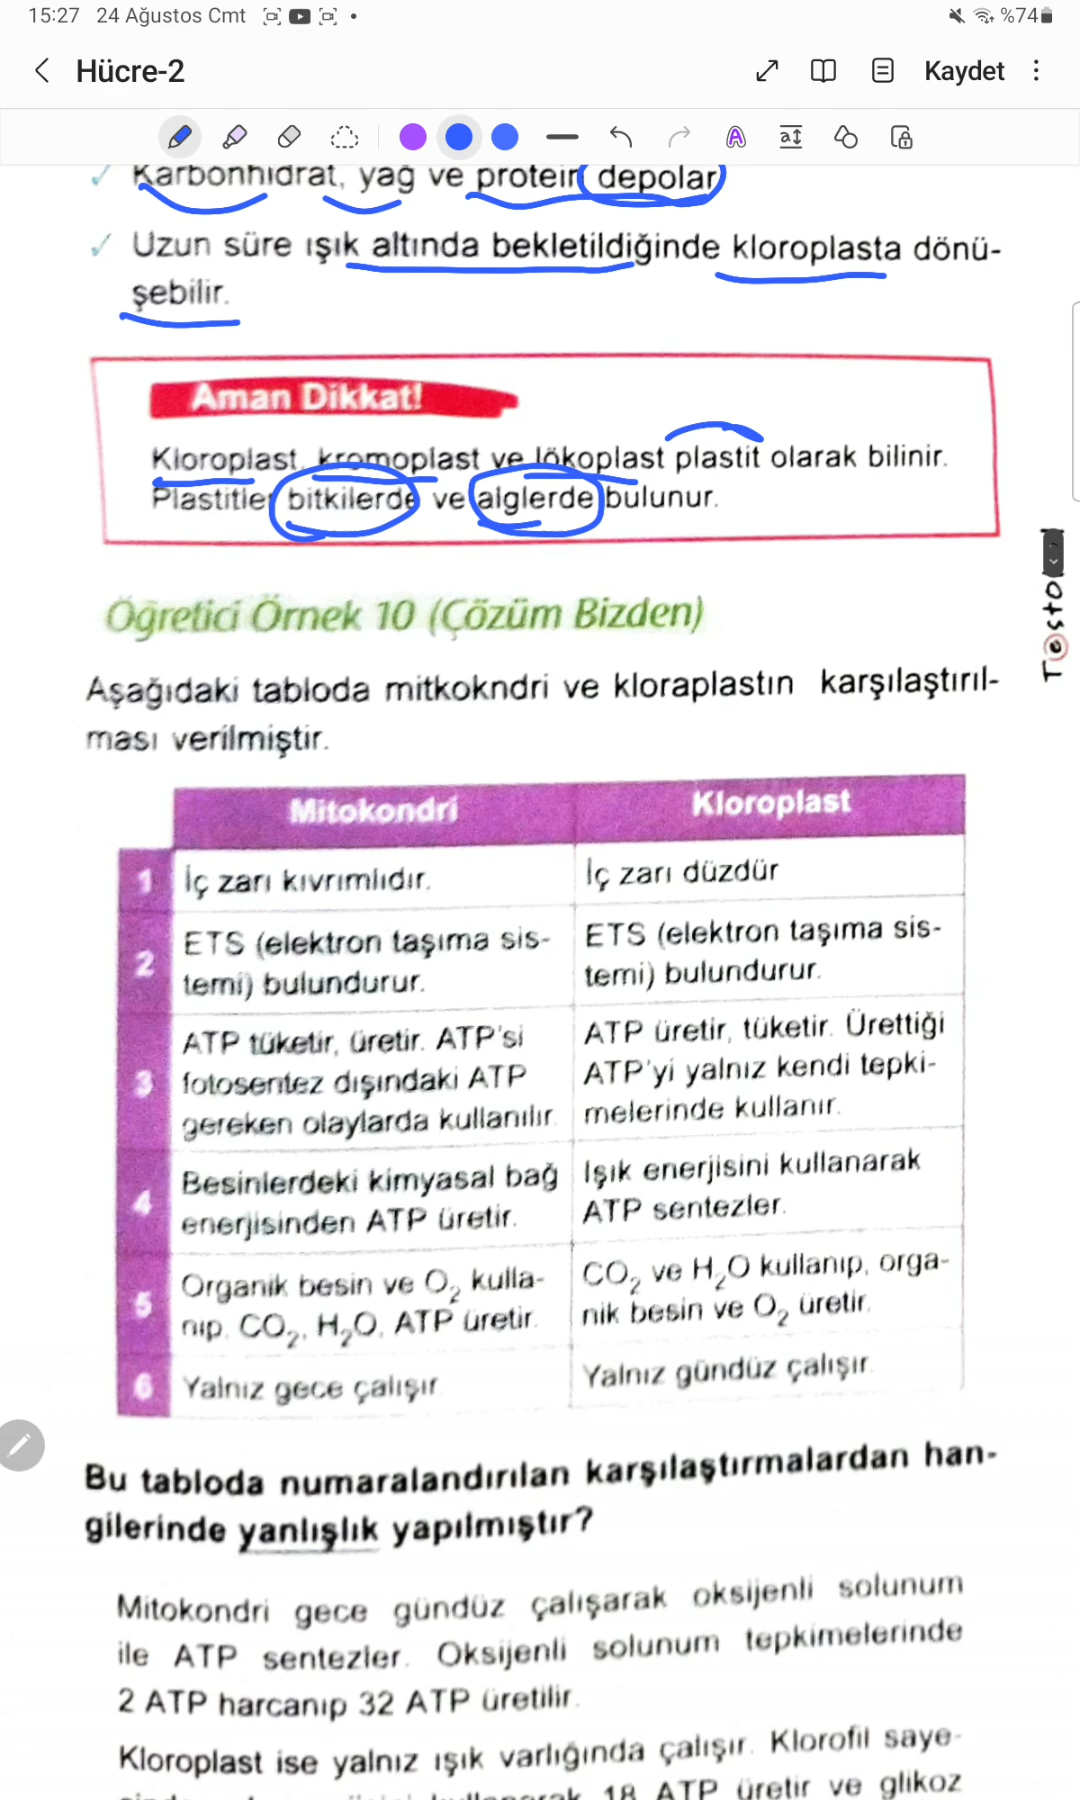 15:27 24 Ağustos Cmt
%74
Hücre-2
Kaydet
✓ Karbonhidrat, yağ ve protein depolar
✓ Uzun süre ışık altında bekletildiğinde kloroplasta dönü-
şebilir.
Aman Dikkat!
Kloroplast, kromoplast ve lökoplast plastit olarak bilinir.
Plastitler bitkilerde ve alglerde bulunur.
Öğretici Örnek 10 (Çözüm Bizden)
Aşağıdaki tabloda mitkokndri ve kloraplastın karşılaştırıl-
ması verilmiştir.
Mitokondri
Kloroplast
1
İç zarı kıvrımlıdır.
İç zarı düzdür
2
ETS (elektron taşıma sis-
temi) bulundurur.
ETS (elektron taşıma sis-
temi) bulundurur.
3
ATP tüketir, üretir. ATP'si
fotosentez dışındaki ATP
gereken olaylarda kullanılır.
ATP üretir, tüketir. Ürettiği
ATP'yi yalnız kendi tepki-
melerinde kullanır.
4
Besinlerdeki kimyasal bağ
enerjisinden ATP üretir.
Işık enerjisini kullanarak
ATP sentezler.
5
Organik besin ve O₂ kulla-
nıp, CO₂, H₂O, ATP üretir.
CO₂ ve H₂O kullanıp, orga-
nik besin ve O₂ üretir.
6
Yalnız gece çalışır.
Yalnız gündüz çalışır.
Bu tabloda numaralandırılan karşılaştırmalardan han-
gilerinde yanlışlık yapılmıştır?
Mitokondri gece gündüz çalışarak oksijenli solunum
ile ATP sentezler. Oksijenli solunum tepkimelerinde
2 ATP harcanıp 32 ATP üretilir.
Kloroplast ise yalnız ışık varlığında çalışır. Klorofil saye-
18 ATP üretir ve glikoz